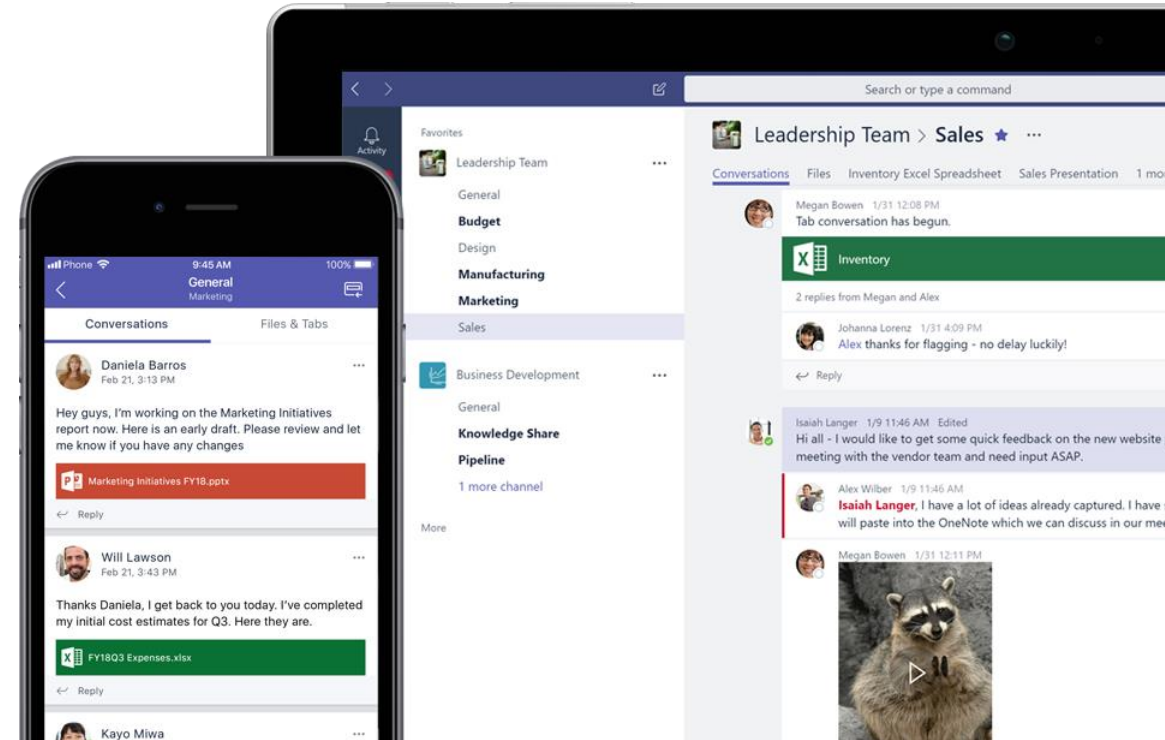 Search or type a command
Activity
Favorites
Leadership Team
General
Budget
Design
Manufacturing
Marketing
Sales
Business Development
General
Knowledge Share
Pipeline
1 more channel
More
Leadership Team > Sales
Conversations Files Inventory Excel Spreadsheet Sales Presentation 1 mor
Megan Bowen 1/31 12:08 PM
Tab conversation has begun.
Inventory
2 replies from Megan and Alex
Johanna Lorenz 1/31 4:09 PM
Alex thanks for flagging - no delay luckily!
Reply
Isaiah Langer 1/9 11:46 AM Edited
Hi all - I would like to get some quick feedback on the new website
meeting with the vendor team and need input ASAP.
Alex Wilber 1/9 11:46 AM
Isaiah Langer, I have a lot of ideas already captured. I have
will paste into the OneNote which we can discuss in our mee
Megan Bowen 1/31 12:11 PM
Phone 9:45 AM 100%
General
Marketing
Conversations Files & Tabs
Daniela Barros
Feb 21, 3:13 PM
Hey guys, I'm working on the Marketing Initiatives
report now. Here is an early draft. Please review and let
me know if you have any changes
Marketing Initiatives FY18.pptx
Reply
Will Lawson
Feb 21, 3:43 PM
Thanks Daniela, I get back to you today. I've completed
my initial cost estimates for Q3. Here they are.
FY18Q3 Expenses.xlsx
Reply
Kayo Miwa